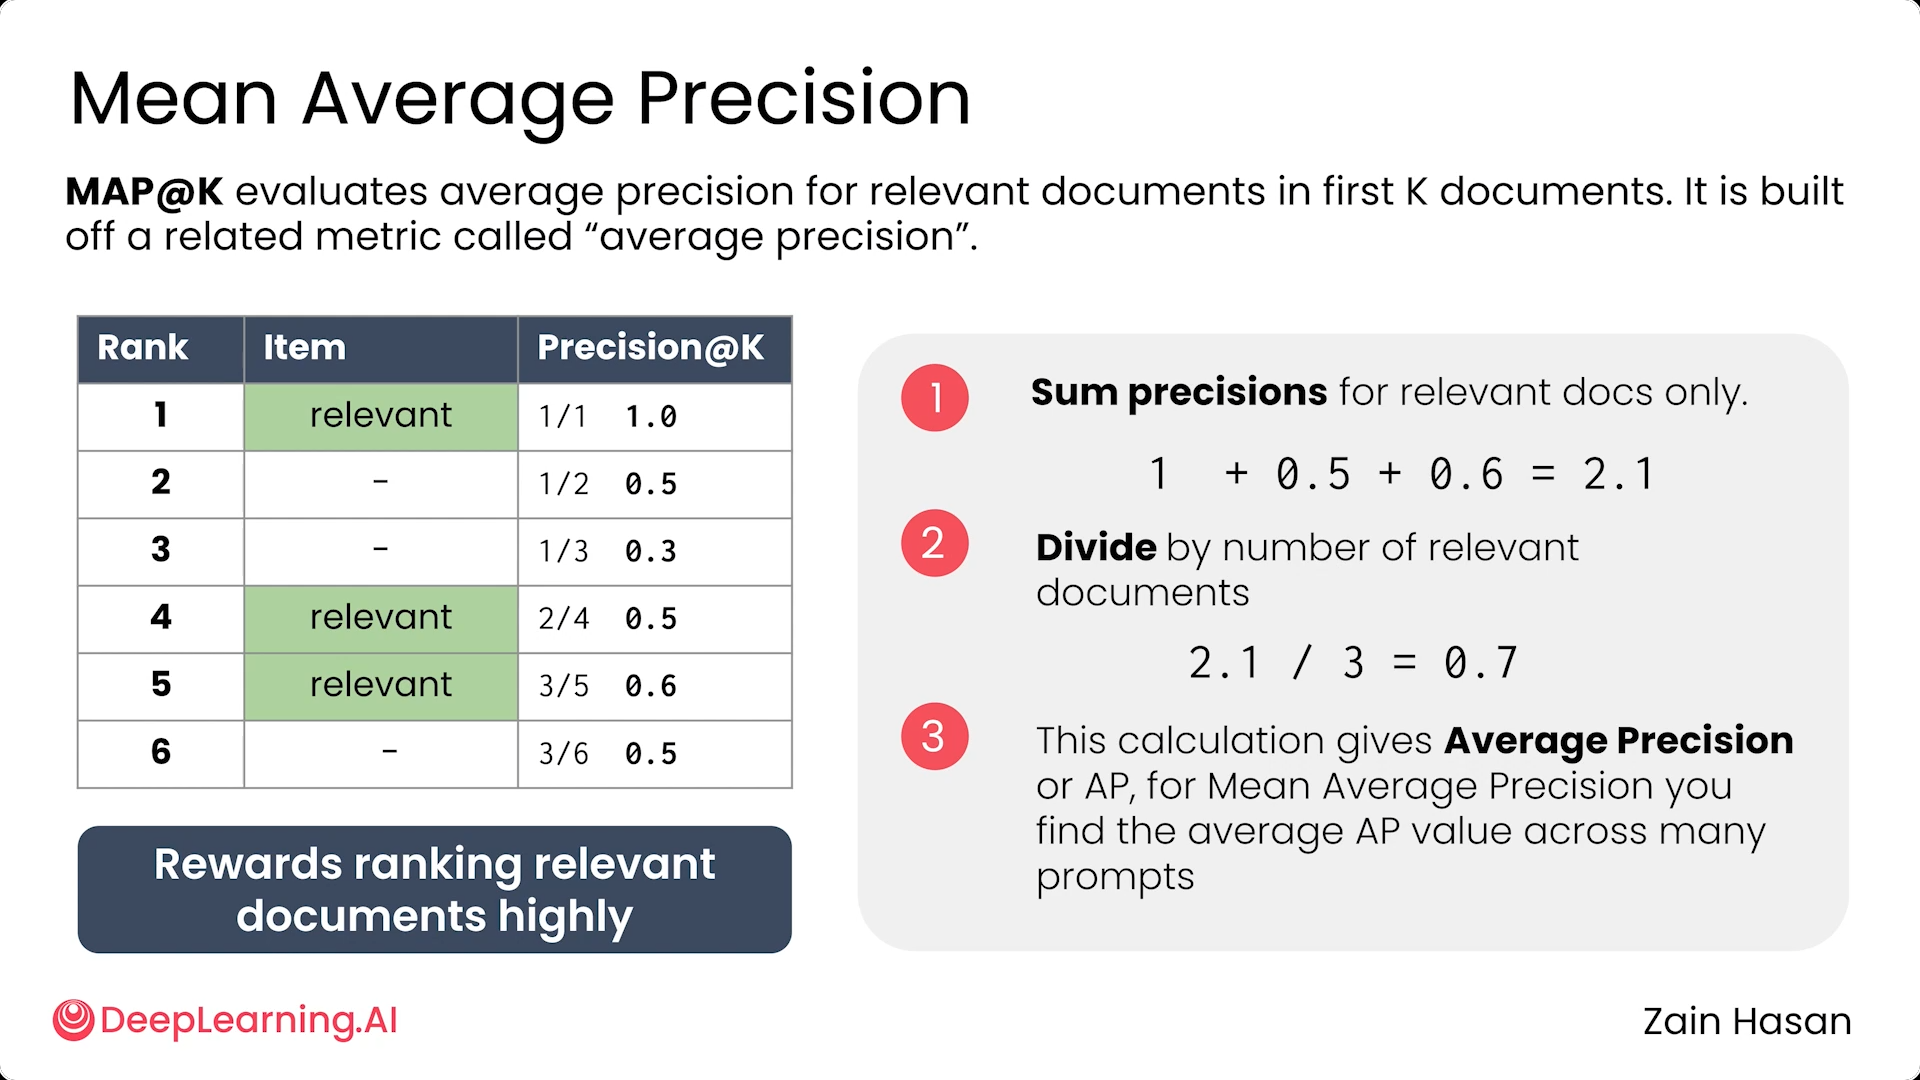 Mean Average Precision
MAP@K evaluates average precision for relevant documents in first K documents. It is built
off a related metric called “average precision”.
Rank Item Precision@K
1 relevant 1/1 1.0
2 - 1/2 0.5
3 - 1/3 0.3
4 relevant 2/4 0.5
5 relevant 3/5 0.6
6 - 3/6 0.5
Rewards ranking relevant
documents highly
1 Sum precisions for relevant docs only.
1 + 0.5 + 0.6 = 2.1
2 Divide by number of relevant
documents
2.1 / 3 = 0.7
3 This calculation gives Average Precision
or AP, for Mean Average Precision you
find the average AP value across many
prompts
DeepLearning.AI
Zain Hasan